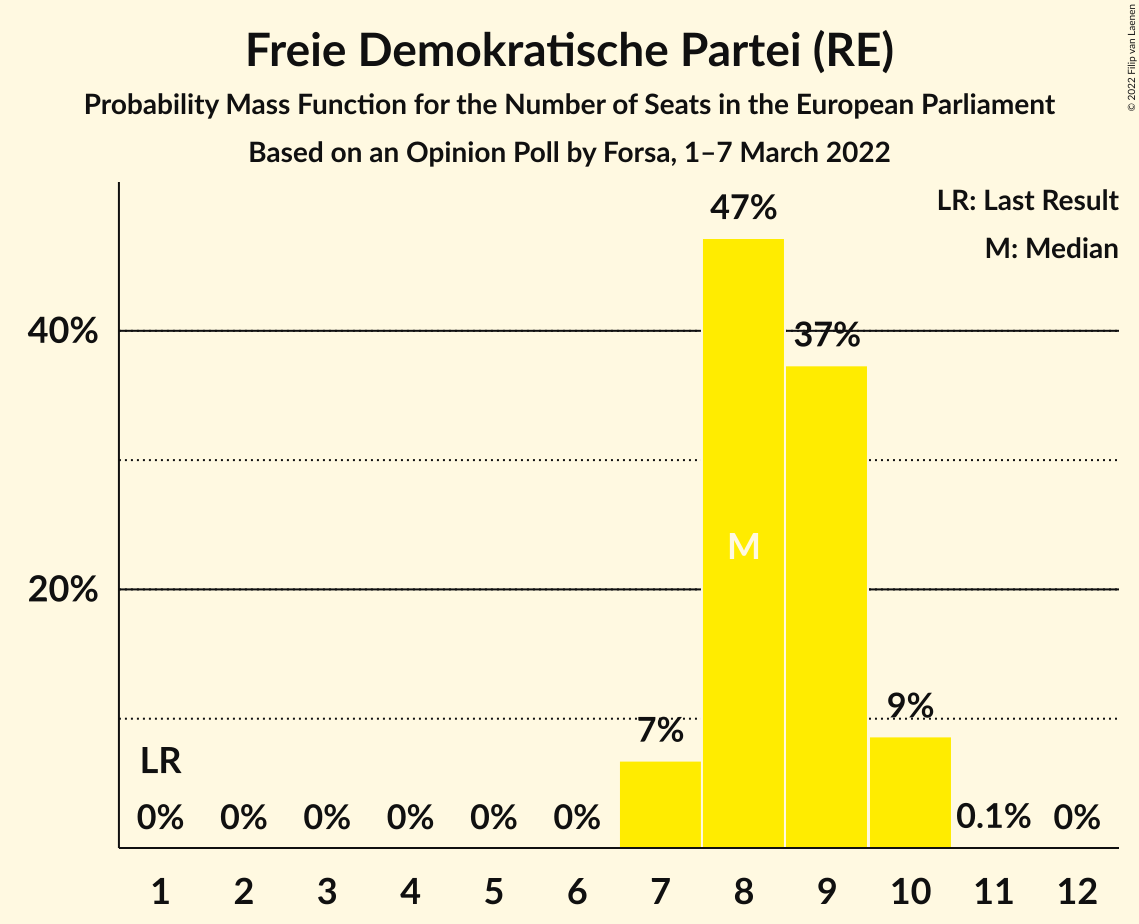 Freie Demokratische Partei (RE)
Probability Mass Function for the Number of Seats in the European Parliament
Based on an Opinion Poll by Forsa, 1–7 March 2022
© 2022 Filip van Laenen
LR: Last Result
M: Median
47%
40%
37%
M
20%
9%
7%
LR
0% 0% 0% 0% 0% 0% 0.1% 0%
1 2 3 4 5 6 7 8 9 10 11 12